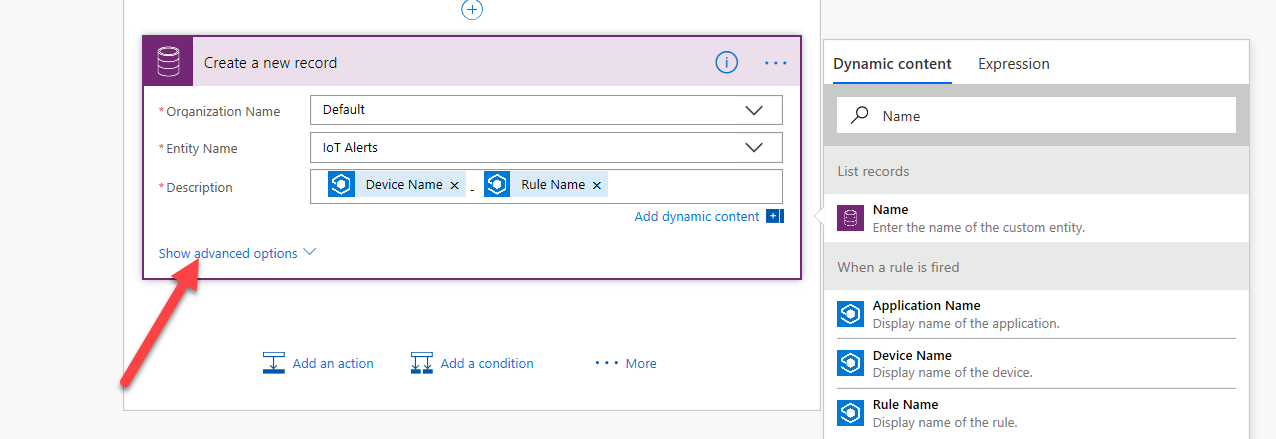 Create a new record
* Organization Name
Default
* Entity Name
IoT Alerts
* Description
Device Name × - Rule Name ×
Add dynamic content
Show advanced options
Add an action
Add a condition
More
Dynamic content
Expression
Name
List records
Name
Enter the name of the custom entity.
When a rule is fired
Application Name
Display name of the application.
Device Name
Display name of the device.
Rule Name
Display name of the rule.